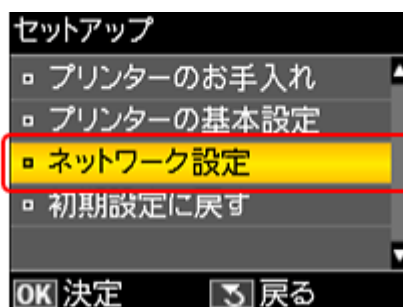 セットアップ
プリンターのお手入れ
プリンターの基本設定
ネットワーク設定
初期設定に戻す
OK 決定 戻る